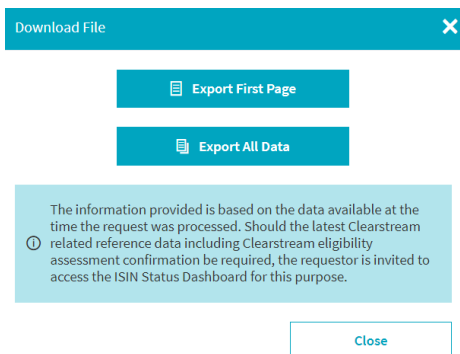 Download File
Export First Page
Export All Data
The information provided is based on the data available at the
time the request was processed. Should the latest Clearstream
related reference data including Clearstream eligibility
assessment confirmation be required, the requestor is invited to
access the ISIN Status Dashboard for this purpose.
Close